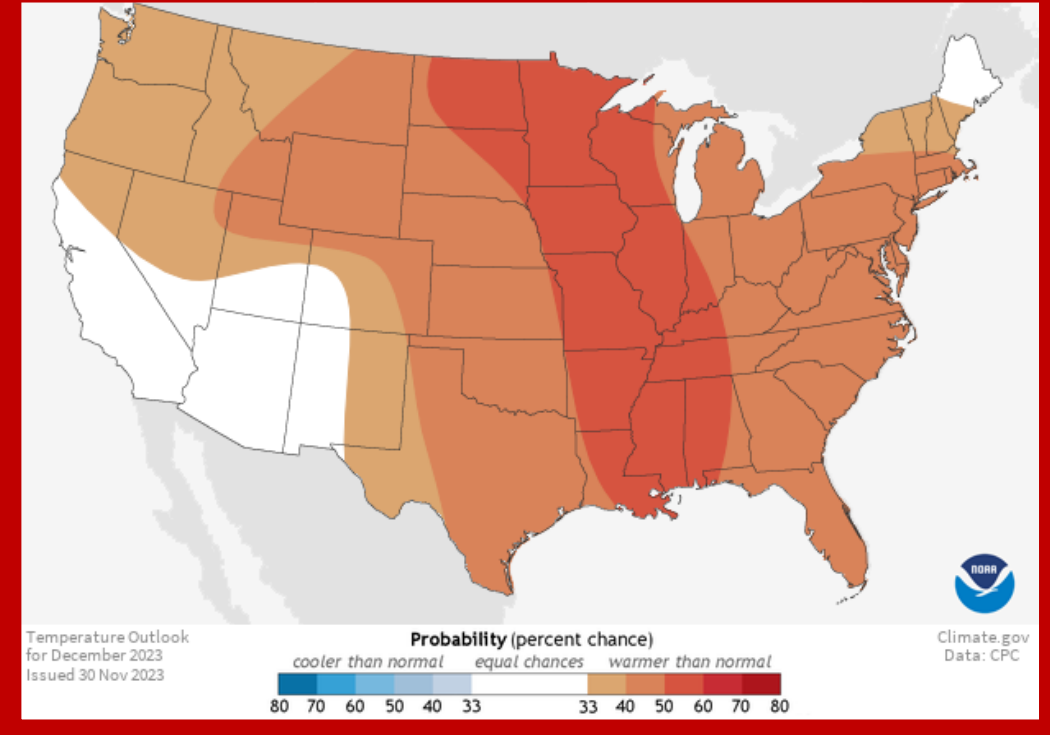 NOAA
Temperature Outlook
for December 2023
Issued 30 Nov 2023
Probability (percent chance)
cooler than normal equal chances warmer than normal
80 70 60 50 40 33 33 40 50 60 70 80
Climate.gov
Data: CPC